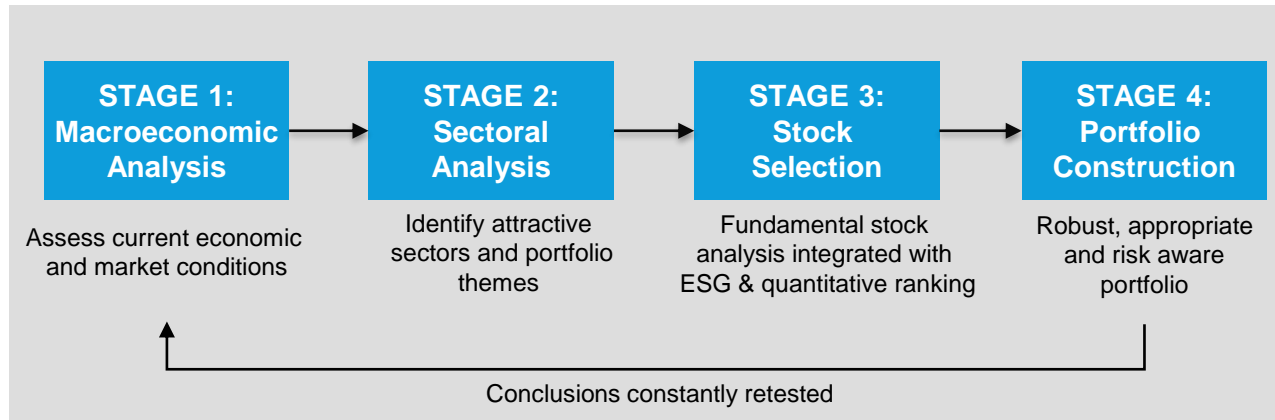 STAGE 1:
Macroeconomic
Analysis
Assess current economic
and market conditions
STAGE 2:
Sectoral
Analysis
Identify attractive
sectors and portfolio
themes
STAGE 3:
Stock
Selection
Fundamental stock
analysis integrated with
ESG & quantitative ranking
STAGE 4:
Portfolio
Construction
Robust, appropriate
and risk aware
portfolio
Conclusions constantly retested